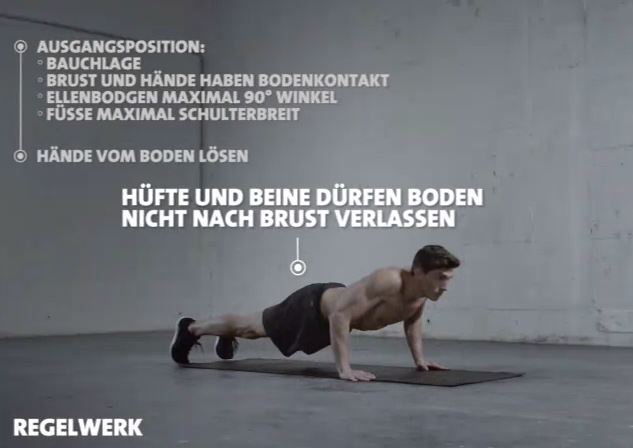 AUSGANGSPOSITION:
◦ BAUCHLAGE
◦ BRUST UND HÄNDE HABEN BODENKONTAKT
◦ ELLENBODGEN MAXIMAL 90° WINKEL
◦ FÜSSE MAXIMAL SCHULTERBREIT
HÄNDE VOM BODEN LÖSEN
HÜFTE UND BEINE DÜRFEN BODEN
NICHT NACH BRUST VERLASSEN
REGELWERK